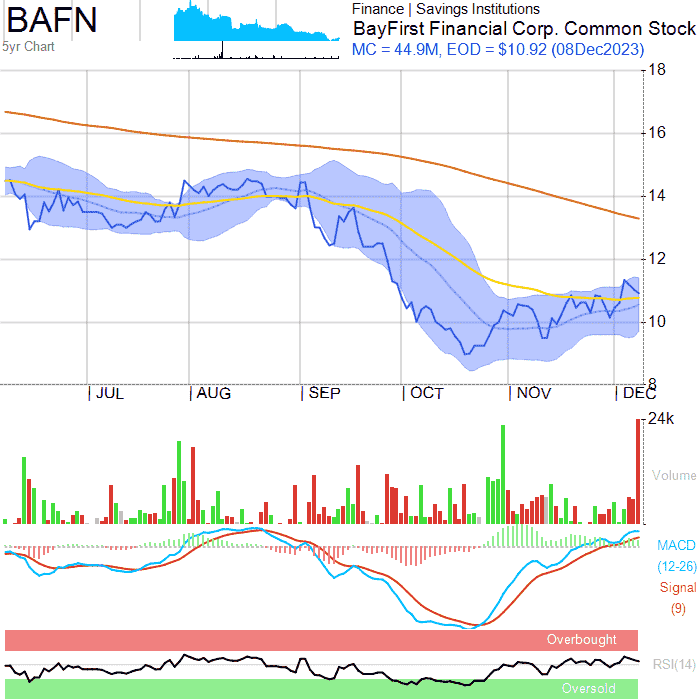 BAFN
5yr Chart
Finance | Savings Institutions
BayFirst Financial Corp. Common Stock
MC = 44.9M, EOD = $10.92 (08Dec2023)
18
16
14
12
10
8
JUL AUG SEP OCT NOV DEC
24k
Volume
MACD
(12-26)
Signal
(9)
Overbought
RSI(14)
Oversold